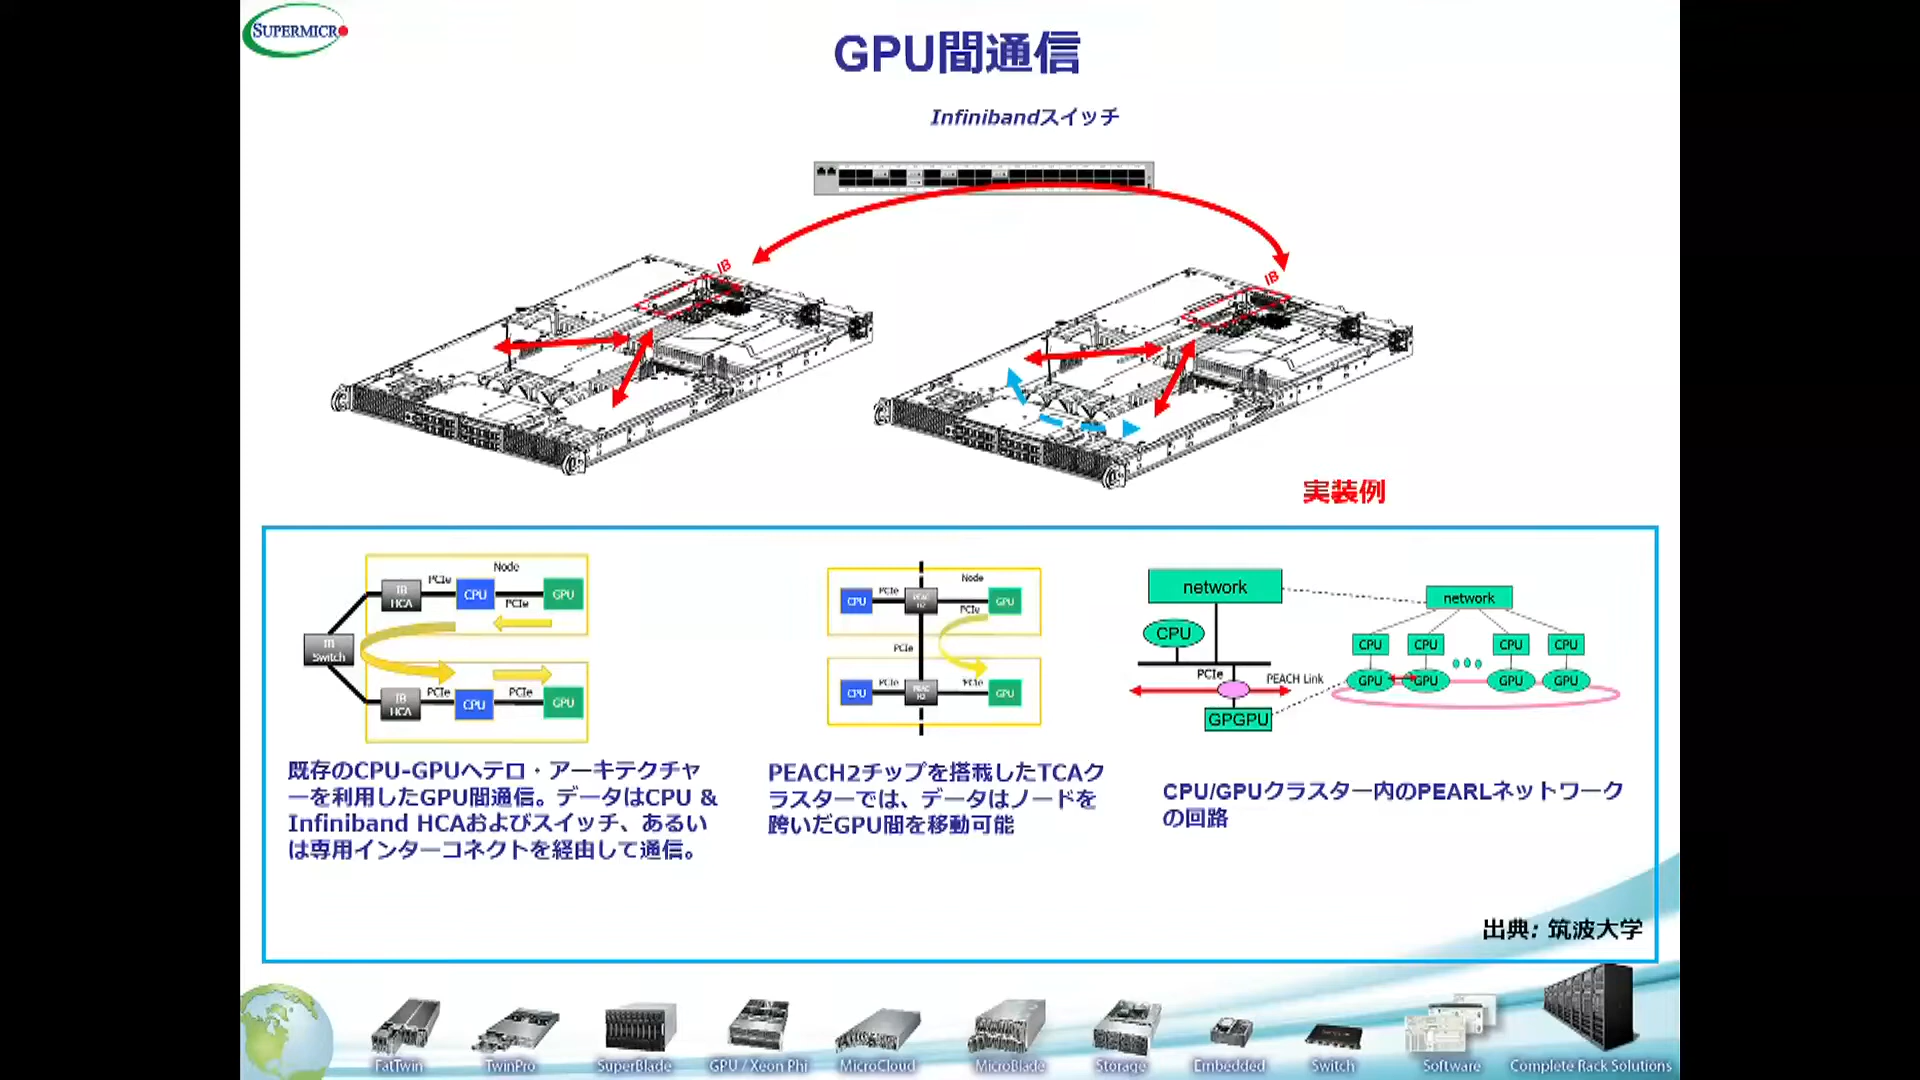 SUPERMICR
GPU間通信
Infinibandスイッチ
IB
IB
実装例
Node
PCIe
IB
HCA
CPU
GPU
PCIe
IB
Switch
IB
HCA
PCIe
CPU
PCIe
GPU
Node
CPU
PCIe
PEAC
H2
PCIe
GPU
PCIe
CPU
PCIe
PEAC
H2
PCIe
GPU
network
CPU
PCIe
PEACH Link
GPGPU
network
CPU CPU CPU CPU
GPU GPU GPU GPU
既存のCPU-GPUヘテロ・アーキテクチャ
ーを利用したGPU間通信。データはCPU &
Infiniband HCAおよびスイッチ、あるい
は専用インターコネクトを経由して通信。
PEACH2チップを搭載したTCAク
ラスターでは、データはノードを
跨いだGPU間を移動可能
CPU/GPUクラスター内のPEARLネットワーク
の回路
出典: 筑波大学
FatTwin TwinPro SuperBlade GPU / Xeon Phi MicroCloud MicroBlade Storage Embedded Switch Software Complete Rack Solutions